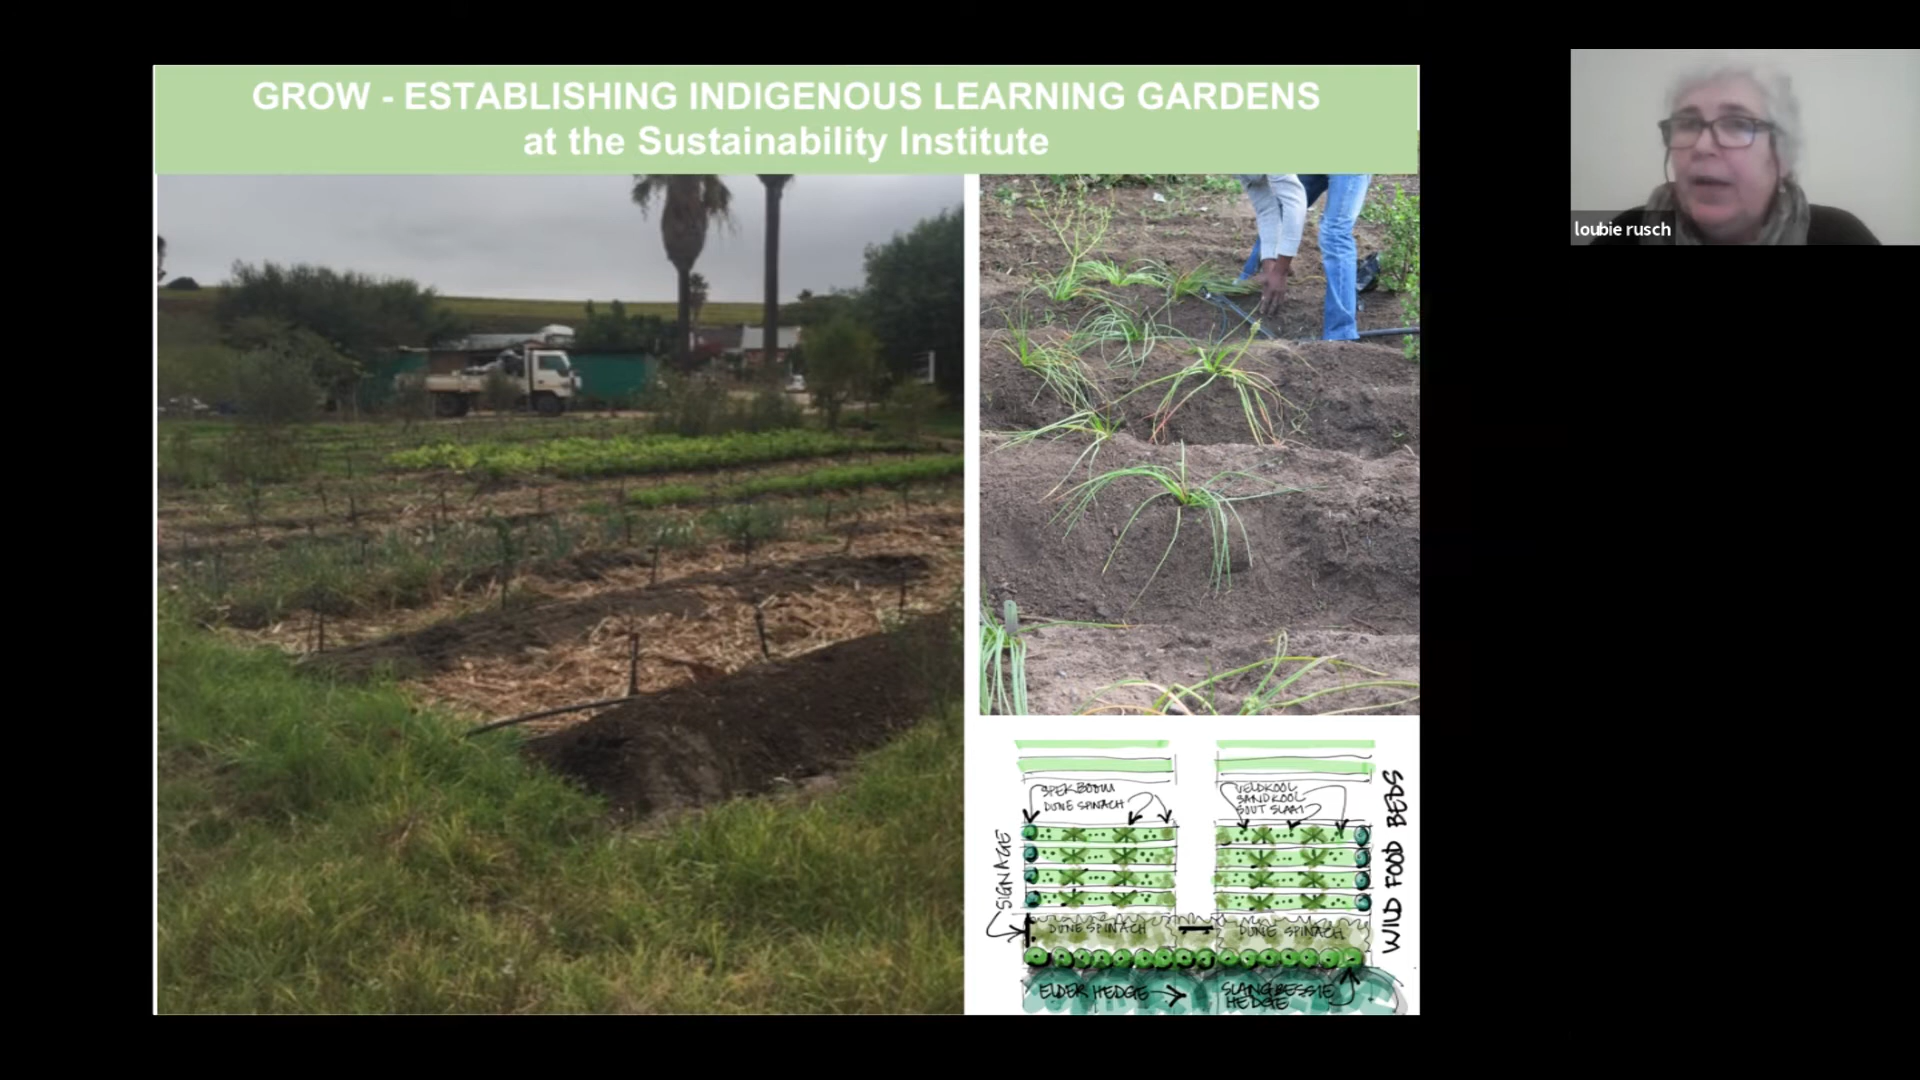 GROW - ESTABLISHING INDIGENOUS LEARNING GARDENS
at the Sustainability Institute
loubie rusch
SPEKBOOM
DUNE SPINACH
VELDKOOL
SANDKOOL
SOUT SLAAI
SIGNAGE
WILD FOOD BEDS
DUNE SPINACH
DUNE SPINACH
ELDER HEDGE
SLANGBESSIE
HEDGE